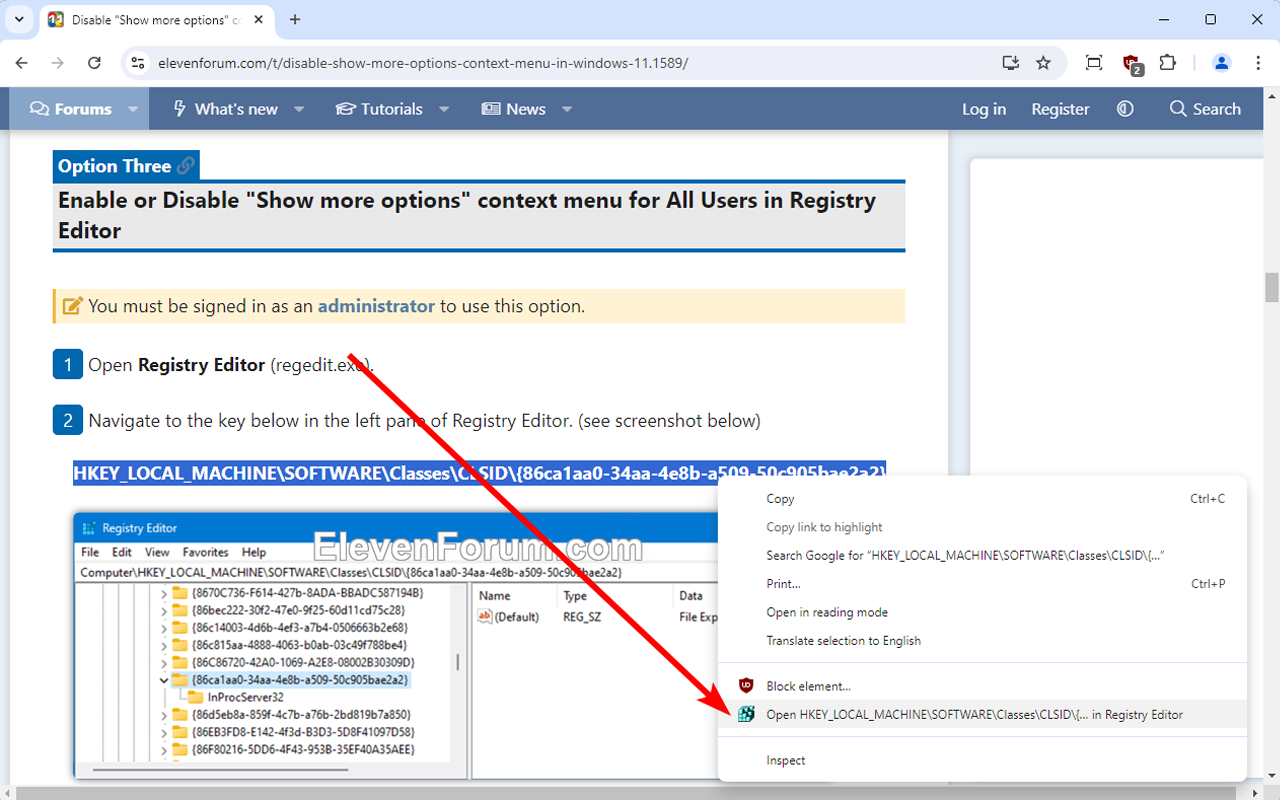 Disable "Show more options" co
elevenforum.com/t/disable-show-more-options-context-menu-in-windows-11.1589/
2
Forums
What's new
Tutorials
News
Log in
Register
Search
Option Three
Enable or Disable "Show more options" context menu for All Users in Registry
Editor
You must be signed in as an administrator to use this option.
1 Open Registry Editor (regedit.exe).
2 Navigate to the key below in the left pane of Registry Editor. (see screenshot below)
HKEY_LOCAL_MACHINE\SOFTWARE\Classes\CLSID\{86ca1aa0-34aa-4e8b-a509-50c905bae2a2}
Registry Editor
File Edit View Favorites Help
ElevenForum.com
Computer\HKEY_LOCAL_MACHINE\SOFTWARE\Classes\CLSID\{86ca1aa0-34aa-4e8b-a509-50c905bae2a2}
{8670C736-F614-427b-8ADA-BBADC587194B}
{86bec222-30f2-47e0-9f25-60d11cd75c28}
{86c14003-4d6b-4ef3-a7b4-0506663b2e68}
{86c815aa-4888-4063-b0ab-03c49f788be4}
{86C86720-42A0-1069-A2E8-08002B30309D}
{86ca1aa0-34aa-4e8b-a509-50c905bae2a2}
InProcServer32
{86d5eb8a-859f-4c7b-a76b-2bd819b7a850}
{86EB3FD8-E142-4f3d-B3D3-5D8F41097D58}
{86F80216-5DD6-4F43-953B-35EF40A35AEE}
Name Type Data
ab (Default) REG_SZ File Exp
Copy Ctrl+C
Copy link to highlight
Search Google for “HKEY_LOCAL_MACHINE\SOFTWARE\Classes\CLSID\{...”
Print... Ctrl+P
Open in reading mode
Translate selection to English
Block element...
Open HKEY_LOCAL_MACHINE\SOFTWARE\Classes\CLSID\{... in Registry Editor
Inspect